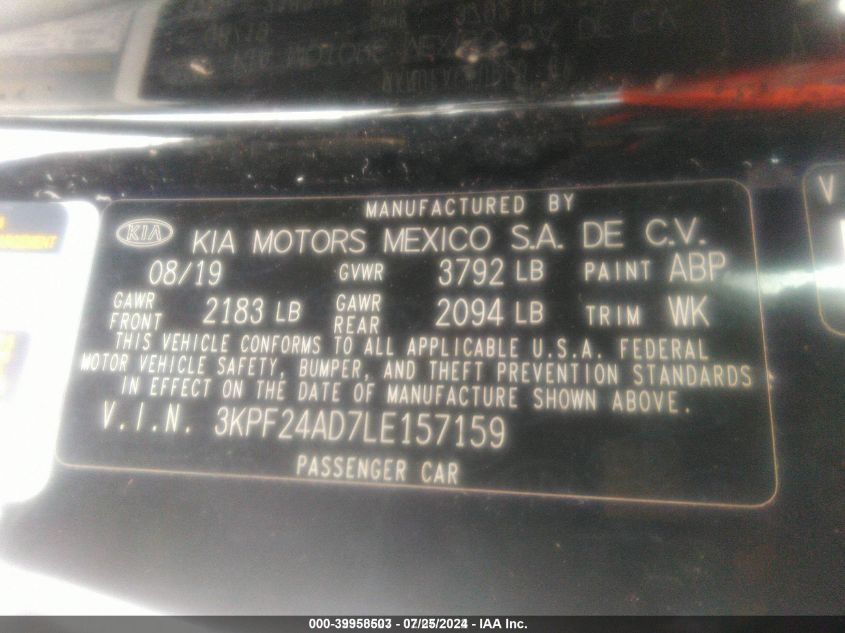 MANUFACTURED BY
KIA KIA MOTORS MEXICO S.A. DE C.V.
08/19 GVWR 3792 LB PAINT ABP
GAWR FRONT 2183 LB GAWR REAR 2094 LB TRIM WK
THIS VEHICLE CONFORMS TO ALL APPLICABLE U.S.A. FEDERAL
MOTOR VEHICLE SAFETY, BUMPER, AND THEFT PREVENTION STANDARDS
IN EFFECT ON THE DATE OF MANUFACTURE SHOWN ABOVE.
V.I.N. 3KPF24AD7LE157159
PASSENGER CAR
V
000-39958603 - 07/25/2024 - IAA Inc.